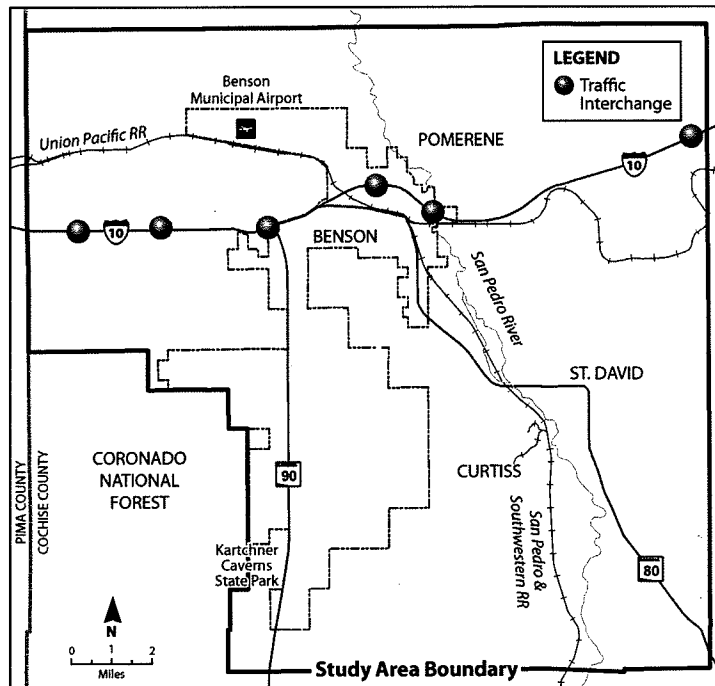 LEGEND
Traffic
Interchange
Benson
Municipal Airport
Union Pacific RR
POMERENE
10
10
BENSON
San Pedro River
ST. DAVID
CORONADO
NATIONAL
FOREST
90
CURTISS
PIMA COUNTY
COCHISE COUNTY
Kartchner
Caverns
State Park
San Pedro &
Southwestern RR
80
N
0 1 2
Miles
Study Area Boundary